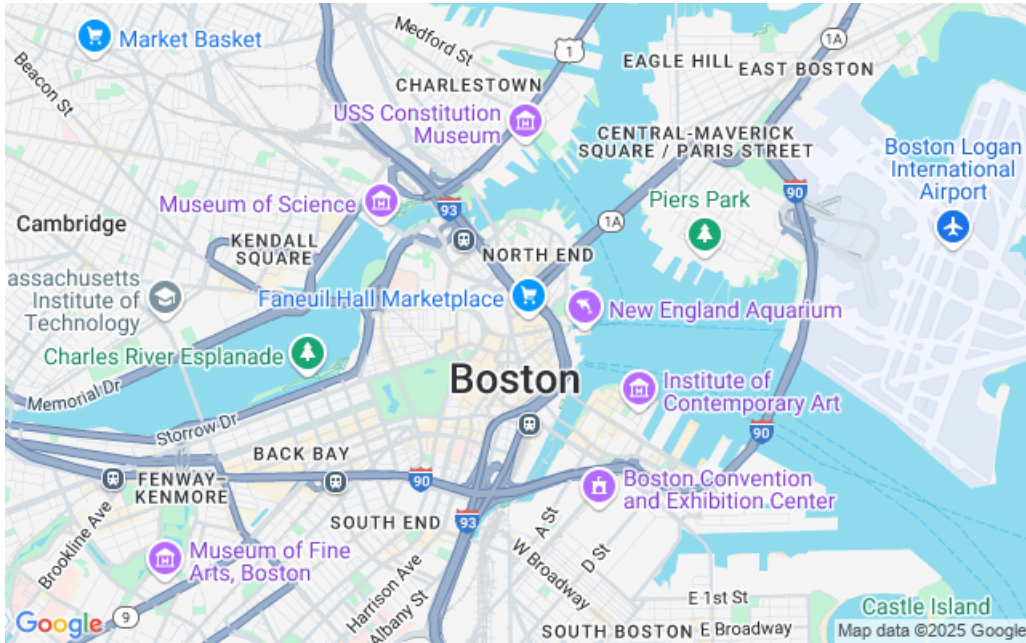 Market Basket
Medford St
1
1A
EAGLE HILL
EAST BOSTON
Beacon St
CHARLESTOWN
USS Constitution
Museum
CENTRAL-MAVERICK
SQUARE / PARIS STREET
Boston Logan
International
Airport
90
Museum of Science
93
Piers Park
1A
Cambridge
KENDALL
SQUARE
NORTH END
assachusetts
Institute of
Technology
Faneuil Hall Marketplace
New England Aquarium
Charles River Esplanade
Boston
Institute of
Contemporary Art
Memorial Dr
Storrow Dr
90
BACK BAY
FENWAY-
KENMORE
90
Boston Convention
and Exhibition Center
SOUTH END
93
A St
W Broadway
D St
Brookline Ave
Museum of Fine
Arts, Boston
Harrison Ave
Albany St
E 1st St
Castle Island
Google
9
SOUTH BOSTON
E Broadway
Map data ©2025 Google